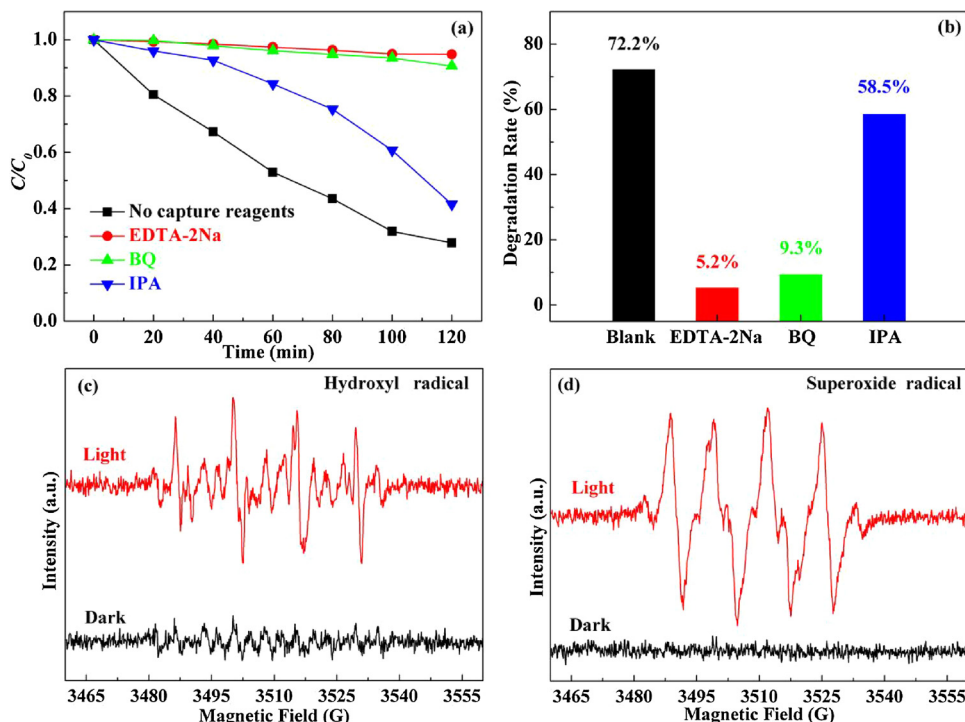 (a)
1.0
0.8
0.6
0.4
0.2
0.0
C/C0
No capture reagents
EDTA-2Na
BQ
IPA
0 20 40 60 80 100 120
Time (min)
(b)
80
60
40
20
0
Degradation Rate (%)
72.2%
5.2%
9.3%
58.5%
Blank EDTA-2Na BQ IPA
(c)
Hydroxyl radical
Light
Dark
Intensity (a.u.)
3465 3480 3495 3510 3525 3540 3555
Magnetic Field (G)
(d)
Superoxide radical
Light
Dark
Intensity (a.u.)
3465 3480 3495 3510 3525 3540 3555
Magnetic Field (G)